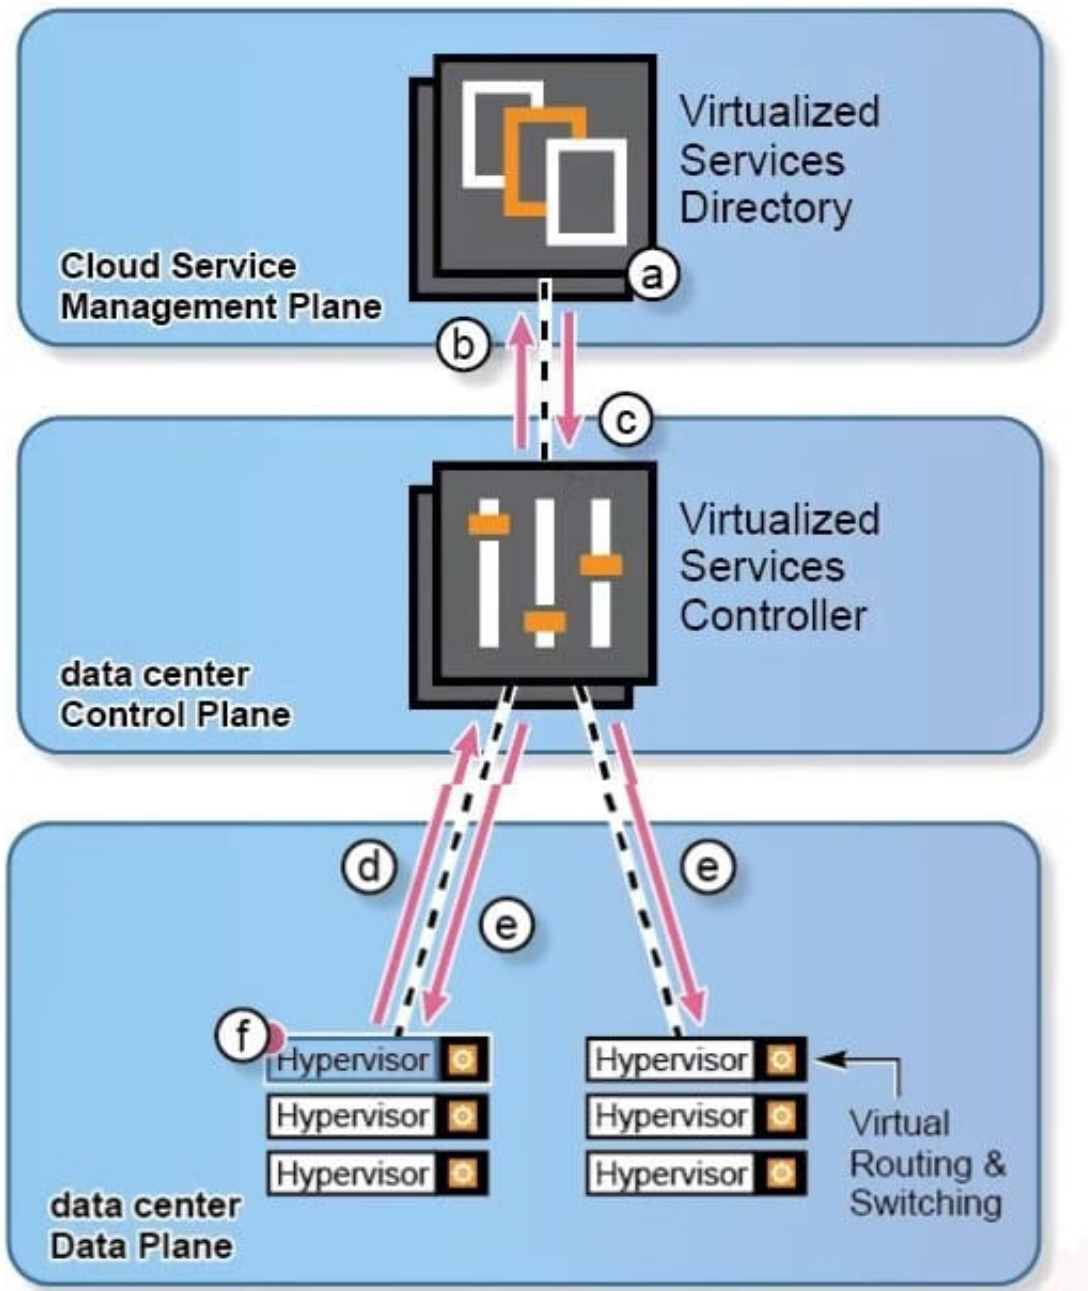 Virtualized
Services
Directory
a
Cloud Service
Management Plane
b
c
Virtualized
Services
Controller
data center
Control Plane
d
e
e
f
Hypervisor
Hypervisor
Hypervisor
Hypervisor
Hypervisor
Hypervisor
Virtual
Routing &
Switching
data center
Data Plane